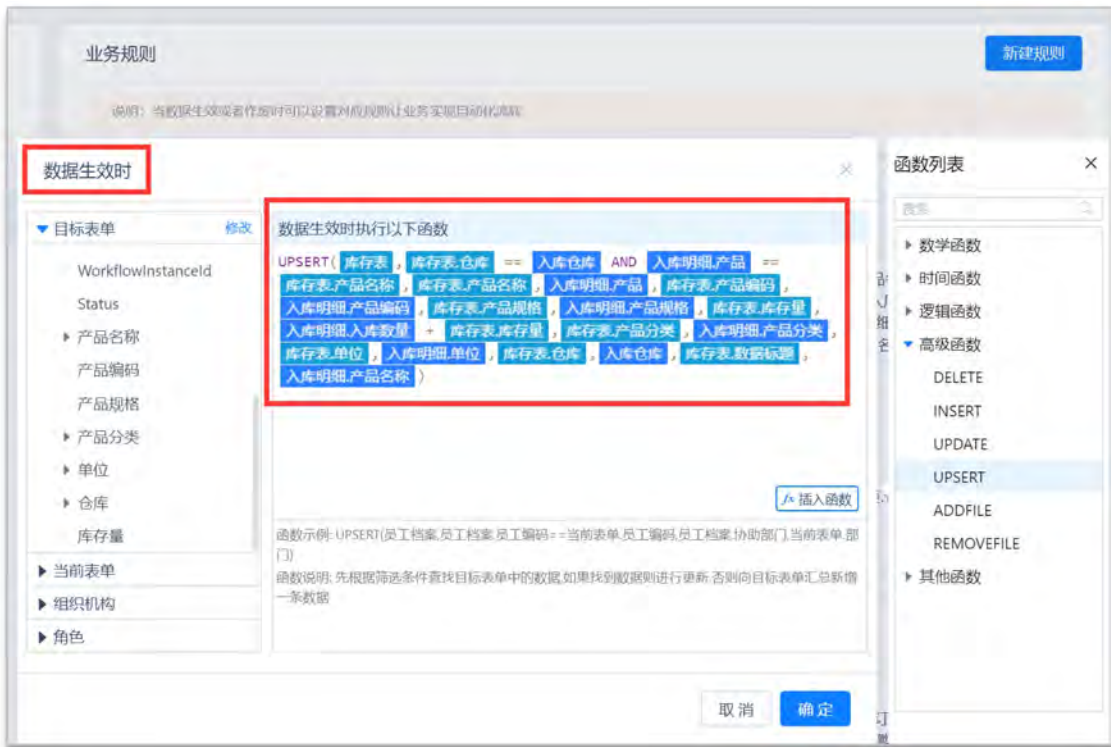 业务规则
新建规则
说明：当数据生效或者作废时可以设置对应规则让业务实现自动化流转
数据生效时
目标表单 修改
WorkflowInstanceId
Status
产品名称
产品编码
产品规格
产品分类
单位
仓库
库存量
当前表单
组织机构
角色
数据生效时执行以下函数
UPSERT( 库存表 , 库存表.仓库 == 入库仓库 AND 入库明细.产品 ==
库存表.产品名称 , 库存表.产品名称 , 入库明细.产品 , 库存表.产品编码 ,
入库明细.产品编码 , 库存表.产品规格 , 入库明细.产品规格 , 库存表.库存量 ,
入库明细.入库数量 + 库存表.库存量 , 库存表.产品分类 , 入库明细.产品分类 ,
库存表.单位 , 入库明细.单位 , 库存表.仓库 , 入库仓库 , 库存表.数据标题 ,
入库明细.产品名称 )
fx 插入函数
函数示例: UPSERT(员工档案,员工档案.员工编码==当前表单.员工编码,员工档案.协助部门,当前表单.部
门)
函数说明: 先根据筛选条件查找目标表单中的数据,如果找到数据则进行更新,否则向目标表单汇总新增
一条数据
取消
确定
函数列表
搜索
数学函数
时间函数
逻辑函数
高级函数
DELETE
INSERT
UPDATE
UPSERT
ADDFILE
REMOVEFILE
其他函数